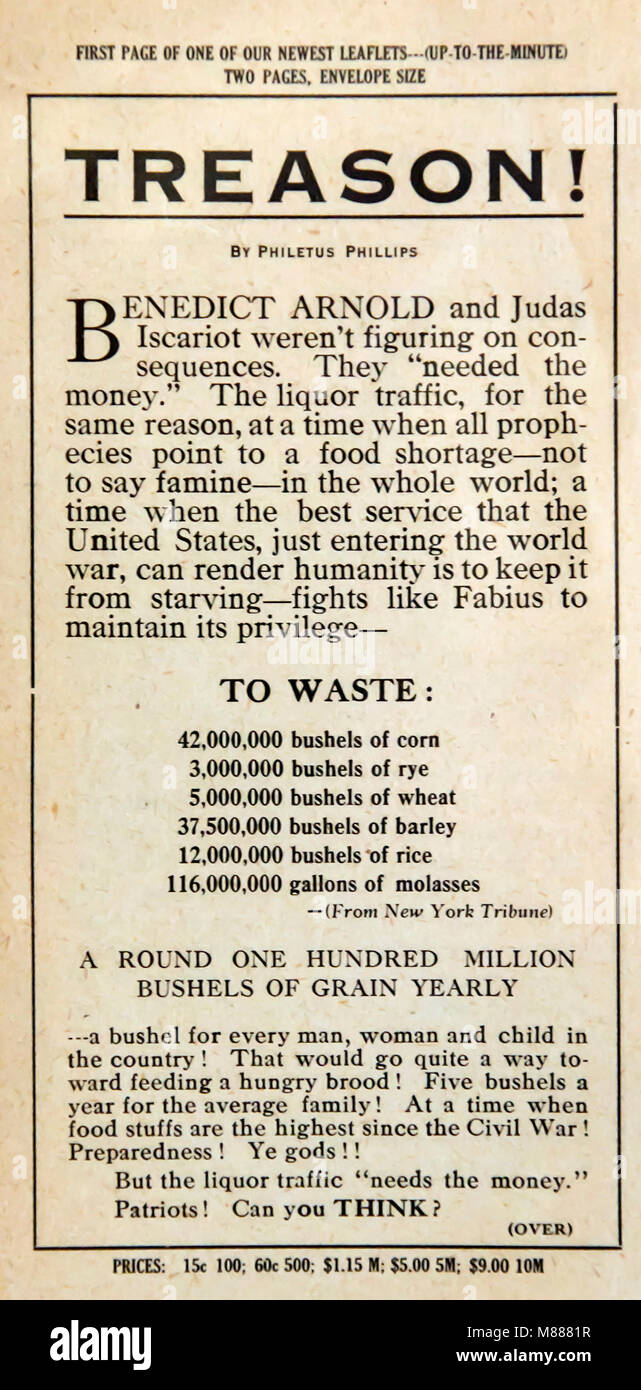 FIRST PAGE OF ONE OF OUR NEWEST LEAFLETS---(UP-TO-THE-MINUTE)
TWO PAGES, ENVELOPE SIZE
TREASON!
BY PHILETUS PHILLIPS
BENEDICT ARNOLD and Judas
Iscariot weren't figuring on con-
sequences. They "needed the
money." The liquor traffic, for the
same reason, at a time when all proph-
ecies point to a food shortage—not
to say famine—in the whole world; a
time when the best service that the
United States, just entering the world
war, can render humanity is to keep it
from starving—fights like Fabius to
maintain its privilege—
TO WASTE:
42,000,000 bushels of corn
3,000,000 bushels of rye
5,000,000 bushels of wheat
37,500,000 bushels of barley
12,000,000 bushels of rice
116,000,000 gallons of molasses
--(From New York Tribune)
A ROUND ONE HUNDRED MILLION
BUSHELS OF GRAIN YEARLY
---a bushel for every man, woman and child in
the country! That would go quite a way to-
ward feeding a hungry brood! Five bushels a
year for the average family! At a time when
food stuffs are the highest since the Civil War!
Preparedness! Ye gods!!
But the liquor traffic "needs the money."
Patriots! Can you THINK?
(OVER)
PRICES: 15c 100; 60c 500; $1.15 M; $5.00 5M; $9.00 10M
alamy
Image ID: M8881R
www.alamy.com